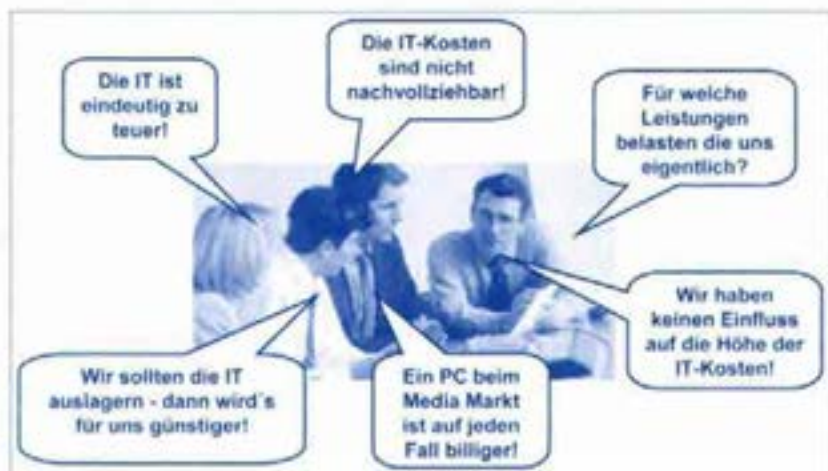 Die IT ist
eindeutig zu
teuer!
Die IT-Kosten
sind nicht
nachvollziehbar!
Für welche
Leistungen
belasten die uns
eigentlich?
Wir haben
keinen Einfluss
auf die Höhe der
IT-Kosten!
Wir sollten die IT
auslagern - dann wird´s
für uns günstiger!
Ein PC beim
Media Markt
ist auf jeden
Fall billiger!